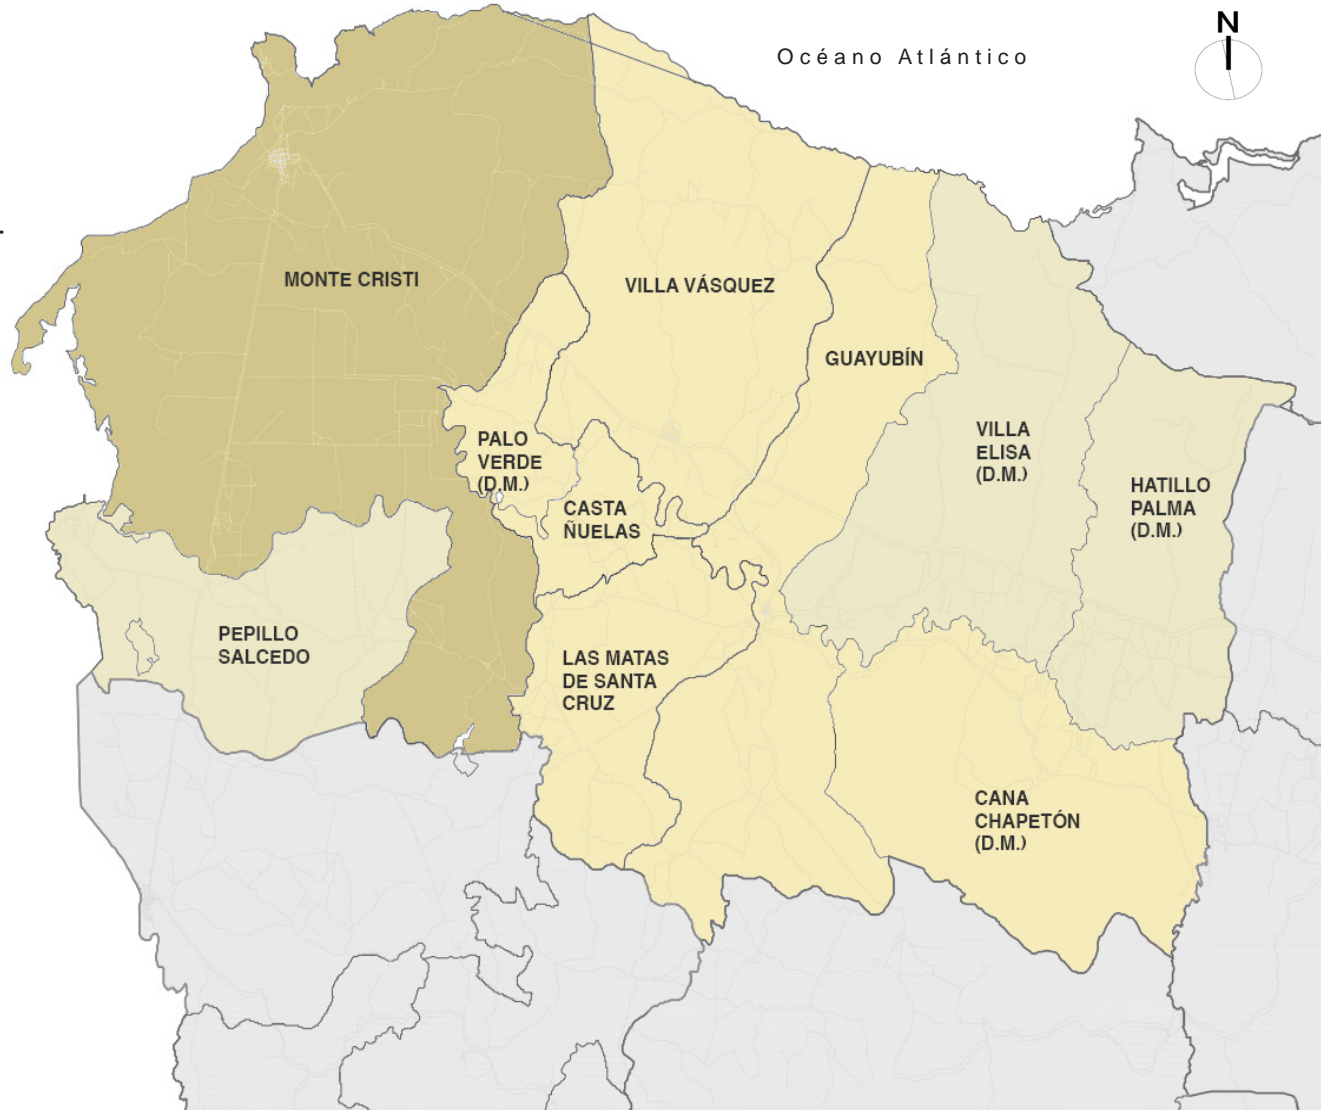 N
Océano Atlántico
MONTE CRISTI
VILLA VÁSQUEZ
GUAYUBÍN
PALO
VERDE
(D.M.)
VILLA
ELISA
(D.M.)
HATILLO
PALMA
(D.M.)
CASTA
ÑUELAS
PEPILLO
SALCEDO
LAS MATAS
DE SANTA
CRUZ
CANA
CHAPETÓN
(D.M.)